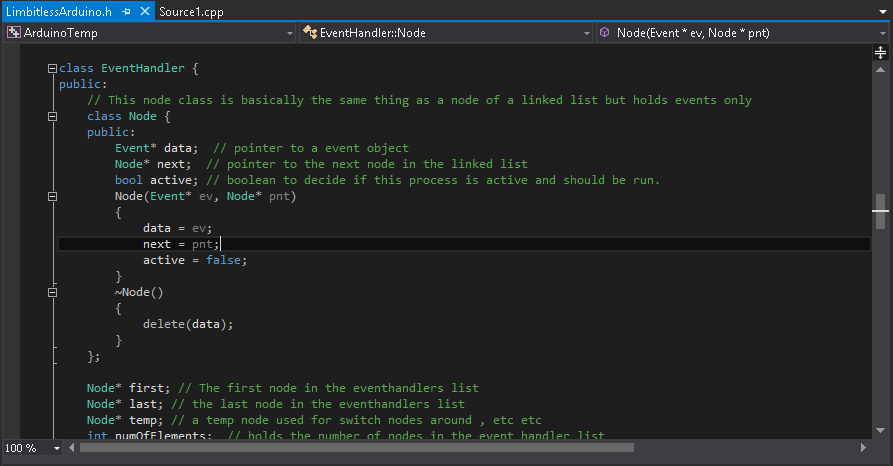 LimbitlessArduino.h Source1.cpp
ArduinoTemp EventHandler::Node Node(Event * ev, Node * pnt)
class EventHandler {
public:
// This node class is basically the same thing as a node of a linked list but holds events only
class Node {
public:
Event* data;  // pointer to a event object
Node* next;  // pointer to the next node in the linked list
bool active; // boolean to decide if this process is active and should be run.
Node(Event* ev, Node* pnt)
{
data = ev;
next = pnt;
active = false;
}
~Node()
{
delete(data);
}
};
Node* first; // The first node in the eventhandlers list
Node* last; // the last node in the eventhandlers list
Node* temp; // a temp node used for switch nodes around , etc etc
int numOfElements;  // holds the number of nodes in the event handler list
100 %